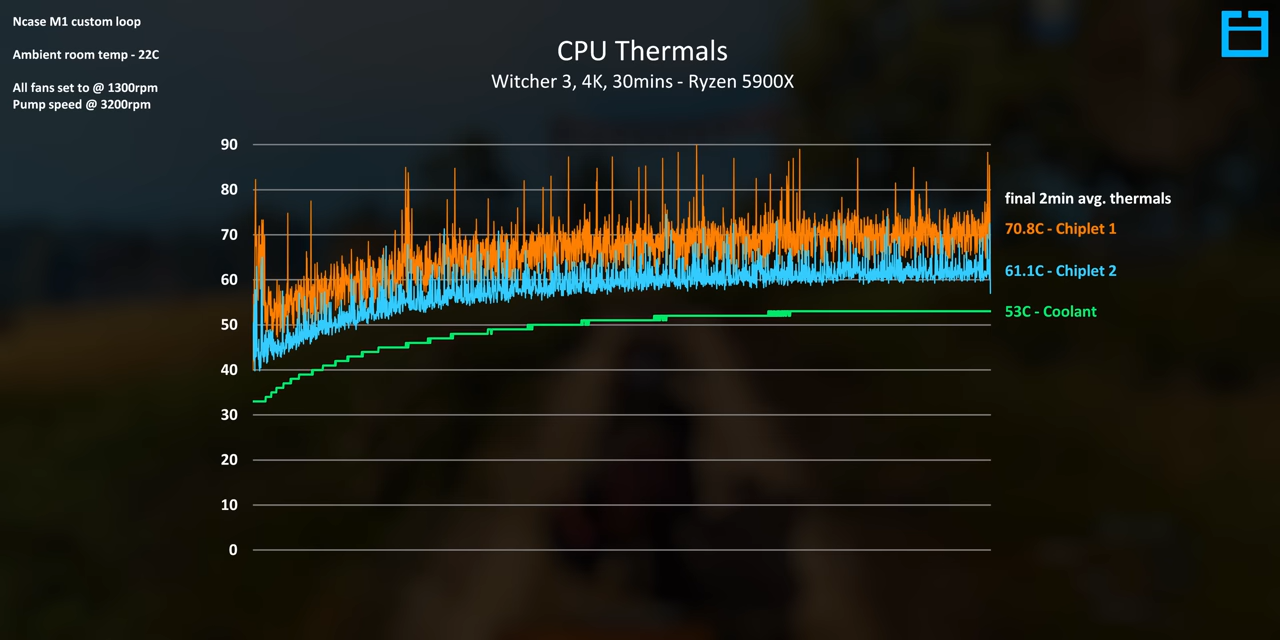 Ncase M1 custom loop
Ambient room temp - 22C
All fans set to @ 1300rpm
Pump speed @ 3200rpm
CPU Thermals
Witcher 3, 4K, 30mins - Ryzen 5900X
90
80
70
60
50
40
30
20
10
0
final 2min avg. thermals
70.8C - Chiplet 1
61.1C - Chiplet 2
53C - Coolant